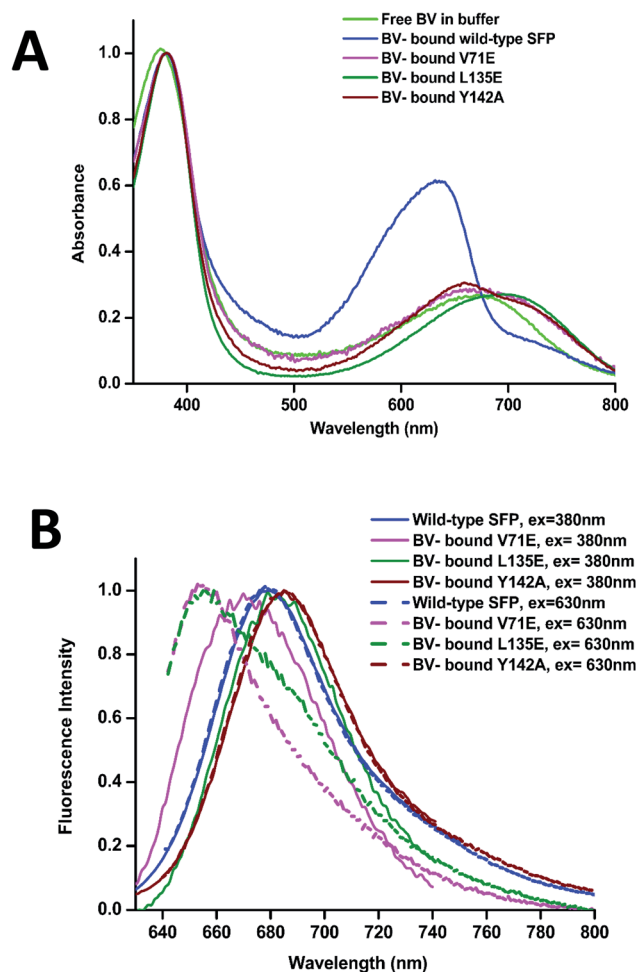 A
Free BV in buffer
BV- bound wild-type SFP
BV- bound V71E
BV- bound L135E
BV- bound Y142A
Absorbance
1.0
0.8
0.6
0.4
0.2
0.0
400 500 600 700 800
Wavelength (nm)
B
Wild-type SFP, ex=380nm
BV- bound V71E, ex= 380nm
BV- bound L135E, ex= 380nm
BV- bound Y142A, ex= 380nm
Wild-type SFP, ex=630nm
BV- bound V71E, ex= 630nm
BV- bound L135E, ex= 630nm
BV- bound Y142A, ex= 630nm
Fluorescence Intensity
1.0
0.8
0.6
0.4
0.2
0.0
640 660 680 700 720 740 760 780 800
Wavelength (nm)